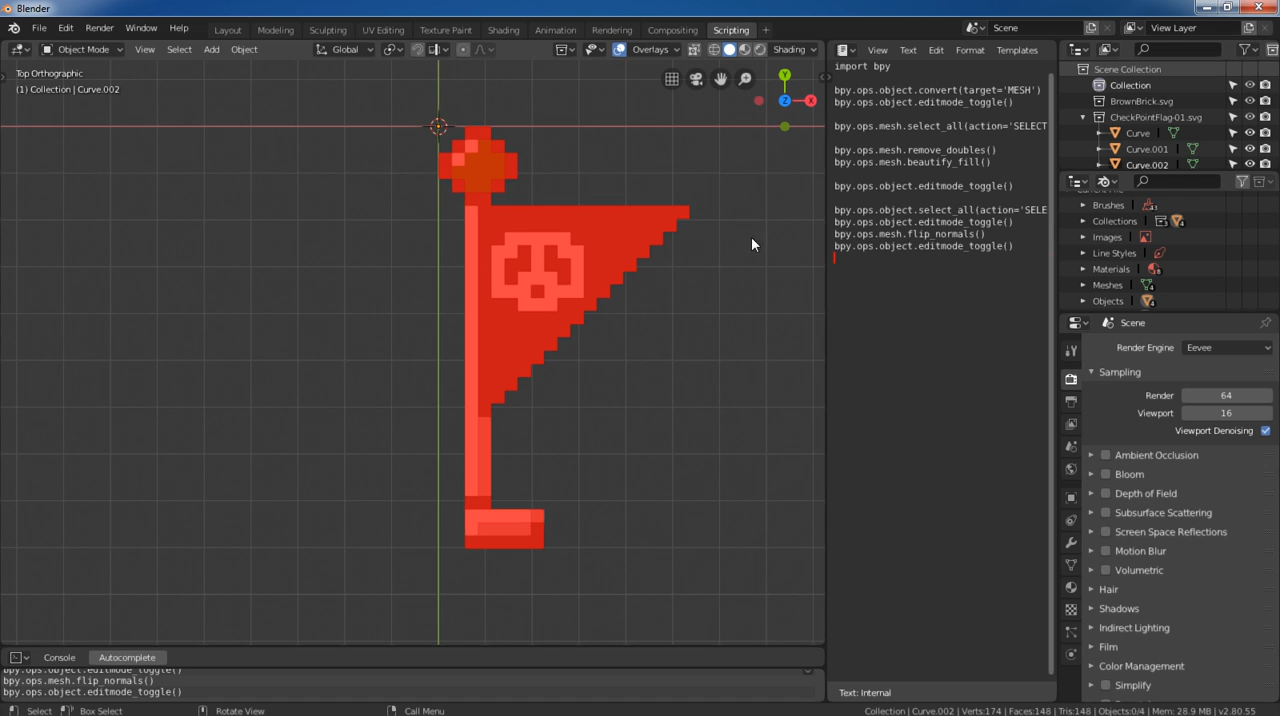 Blender
File Edit Render Window Help
Layout Modeling Sculpting UV Editing Texture Paint Shading Animation Rendering Compositing Scripting +
Scene
View Layer
Object Mode View Select Add Object
Global
Overlays
Shading
View Text Edit Format Templates
Top Orthographic
(1) Collection | Curve.002
Y
Z
X
import bpy
bpy.ops.object.convert(target='MESH')
bpy.ops.object.editmode_toggle()
bpy.ops.mesh.select_all(action='SELECT
bpy.ops.mesh.remove_doubles()
bpy.ops.mesh.beautify_fill()
bpy.ops.object.editmode_toggle()
bpy.ops.object.select_all(action='SELE
bpy.ops.object.editmode_toggle()
bpy.ops.mesh.flip_normals()
bpy.ops.object.editmode_toggle()
Scene Collection
Collection
BrownBrick.svg
CheckPointFlag-01.svg
Curve
Curve.001
Curve.002
Brushes
Collections
Images
Line Styles
Materials
Meshes
Objects
Scene
Render Engine Eevee
Sampling
Render 64
Viewport 16
Viewport Denoising
Ambient Occlusion
Bloom
Depth of Field
Subsurface Scattering
Screen Space Reflections
Motion Blur
Volumetric
Hair
Shadows
Indirect Lighting
Film
Color Management
Simplify
Console Autocomplete
bpy.ops.object.editmode_toggle()
bpy.ops.mesh.flip_normals()
bpy.ops.object.editmode_toggle()
Text: Internal
Select Box Select Rotate View Call Menu
Collection | Curve.002 | Verts:174 | Faces:148 | Tris:148 | Objects:0/4 | Mem: 28.9 MB | v2.80.55